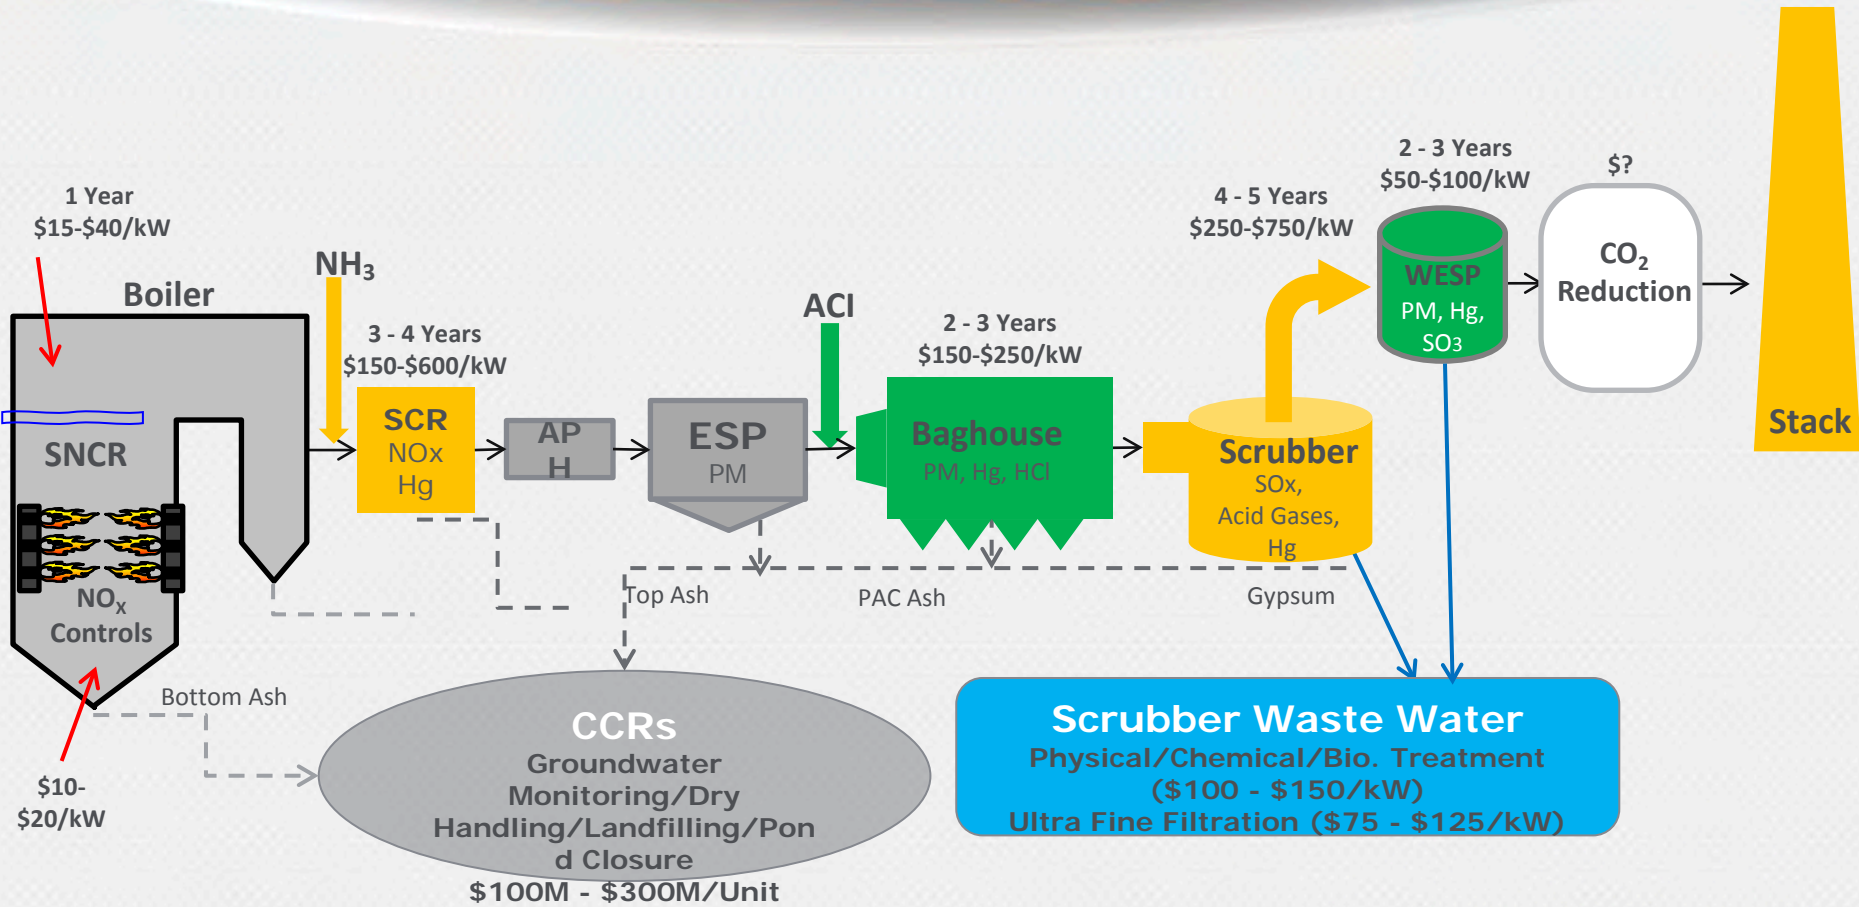 1 Year
$15-$40/kW
Boiler
NH₃
3 - 4 Years
$150-$600/kW
SCR
NOx
Hg
SNCR
NOX
Controls
$10-
$20/kW
Bottom Ash
AP
H
ESP
PM
ACI
2 - 3 Years
$150-$250/kW
Baghouse
PM, Hg, HCl
4 - 5 Years
$250-$750/kW
Scrubber
SOx,
Acid Gases,
Hg
2 - 3 Years
$50-$100/kW
WESP
PM, Hg,
SO3
$?
CO₂
Reduction
Stack
Top Ash
PAC Ash
Gypsum
CCRs
Groundwater
Monitoring/Dry
Handling/Landfilling/Pon
d Closure
$100M - $300M/Unit
Scrubber Waste Water
Physical/Chemical/Bio. Treatment
($100 - $150/kW)
Ultra Fine Filtration ($75 - $125/kW)